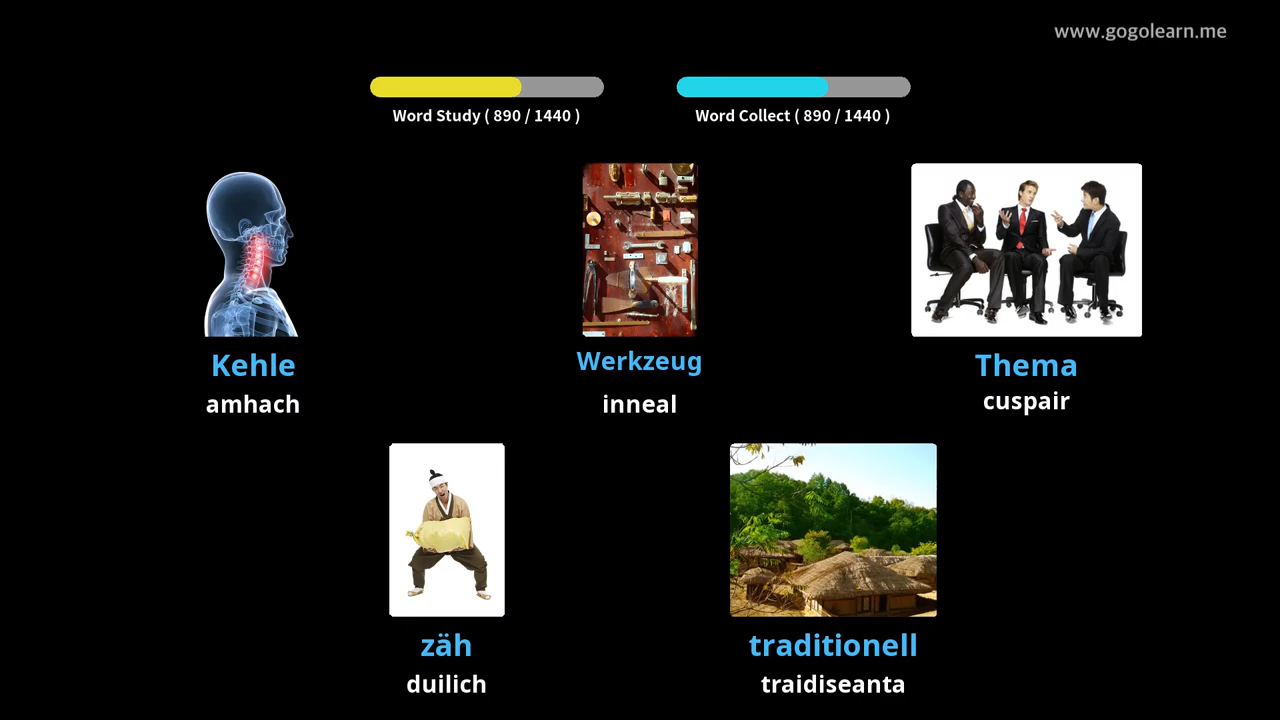 www.gogolearn.me
Word Study ( 890 / 1440 )
Word Collect ( 890 / 1440 )
Kehle
amhach
Werkzeug
inneal
Thema
cuspair
zäh
duilich
traditionell
traidiseanta